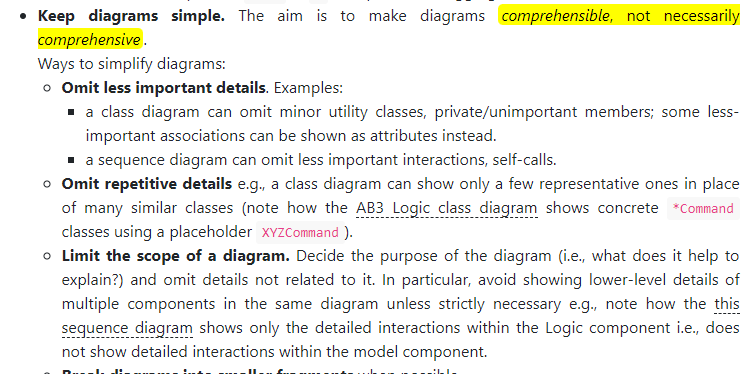 • Keep diagrams simple. The aim is to make diagrams comprehensible, not necessarily
comprehensive.
Ways to simplify diagrams:
Omit less important details. Examples:
a class diagram can omit minor utility classes, private/unimportant members; some less-
important associations can be shown as attributes instead.
a sequence diagram can omit less important interactions, self-calls.
Omit repetitive details e.g., a class diagram can show only a few representative ones in place
of many similar classes (note how the AB3 Logic class diagram shows concrete *Command
classes using a placeholder XYZCommand ).
Limit the scope of a diagram. Decide the purpose of the diagram (i.e., what does it help to
explain?) and omit details not related to it. In particular, avoid showing lower-level details of
multiple components in the same diagram unless strictly necessary e.g., note how the this
sequence diagram shows only the detailed interactions within the Logic component i.e., does
not show detailed interactions within the model component.
Break diagrams into smaller fragments when possible.